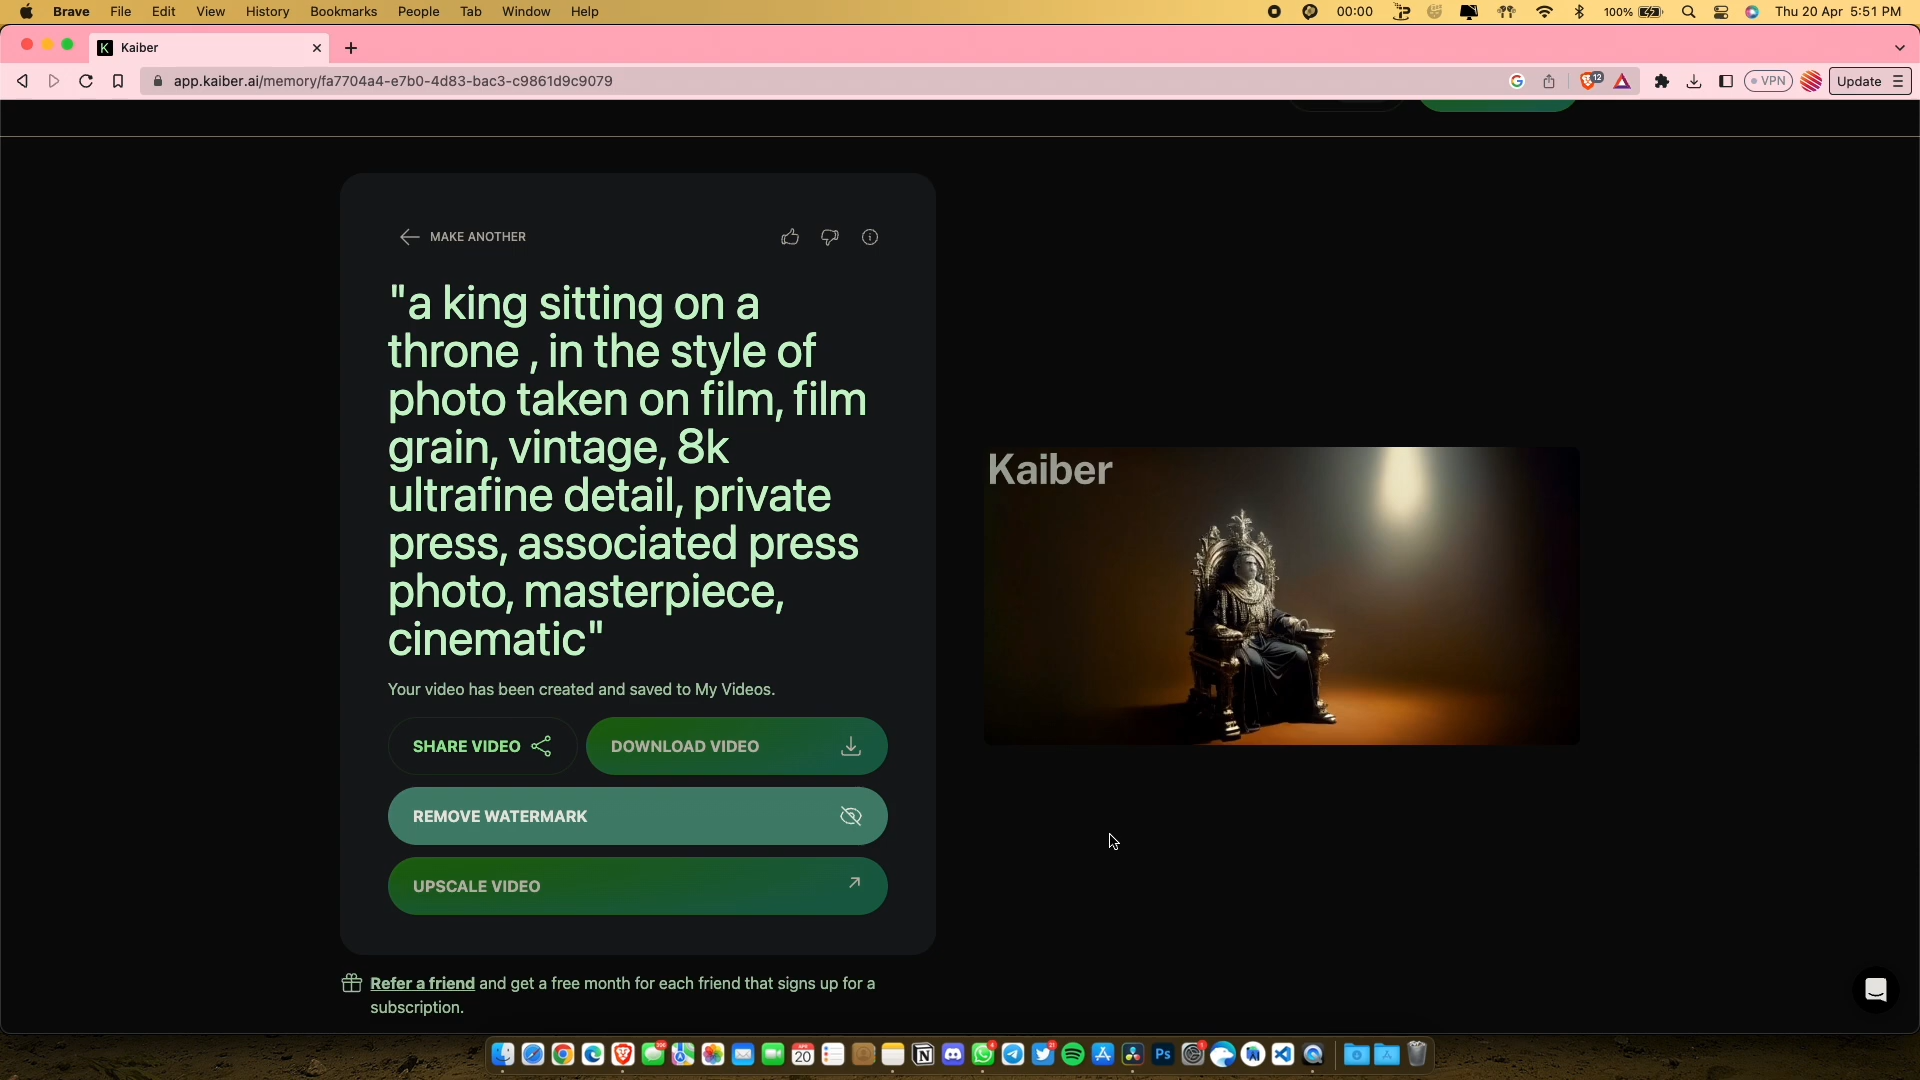 Brave File Edit View History Bookmarks People Tab Window Help 00:00 100% Thu 20 Apr 5:51 PM
K Kaiber
app.kaiber.ai/memory/fa7704a4-e7b0-4d83-bac3-c9861d9c9079 12 VPN Update
MAKE ANOTHER
"a king sitting on a
throne , in the style of
photo taken on film, film
grain, vintage, 8k
ultrafine detail, private
press, associated press
photo, masterpiece,
cinematic"
Your video has been created and saved to My Videos.
SHARE VIDEO DOWNLOAD VIDEO
REMOVE WATERMARK
UPSCALE VIDEO
Refer a friend and get a free month for each friend that signs up for a
subscription.
Kaiber
20 Ps